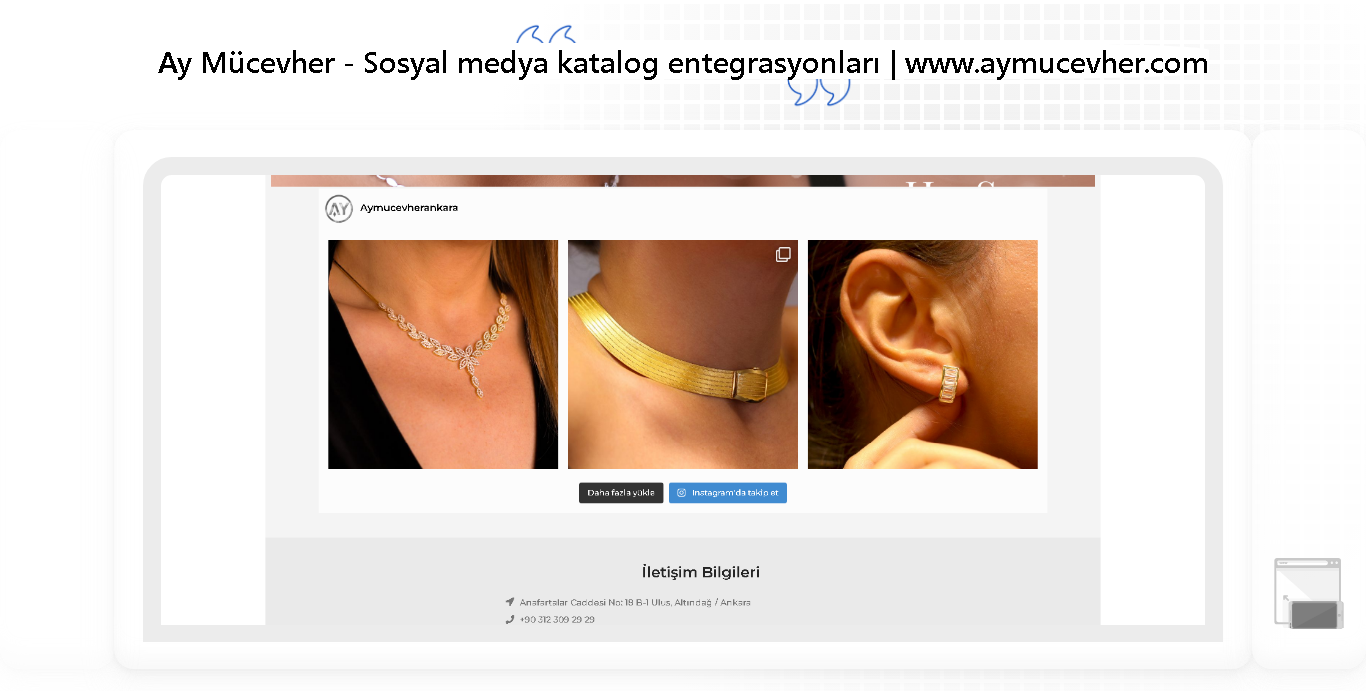 Ay Mücevher - Sosyal medya katalog entegrasyonları | www.aymucevher.com
AY
Aymucevherankara
Daha fazla yükle
Instagram'da takip et
İletişim Bilgileri
Anafartalar Caddesi No: 18 B-1 Ulus, Altındağ / Ankara
+90 312 309 29 29